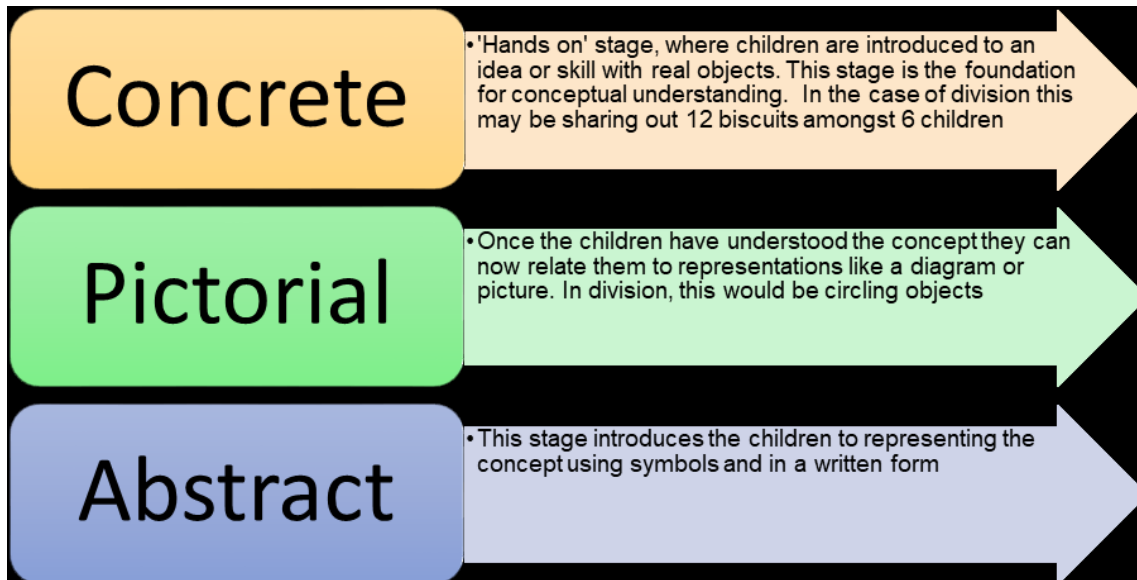 Concrete
•'Hands on' stage, where children are introduced to an
idea or skill with real objects. This stage is the foundation
for conceptual understanding.  In the case of division this
may be sharing out 12 biscuits amongst 6 children
Pictorial
•Once the children have understood the concept they can
now relate them to representations like a diagram or
picture. In division, this would be circling objects
Abstract
•This stage introduces the children to representing the
concept using symbols and in a written form